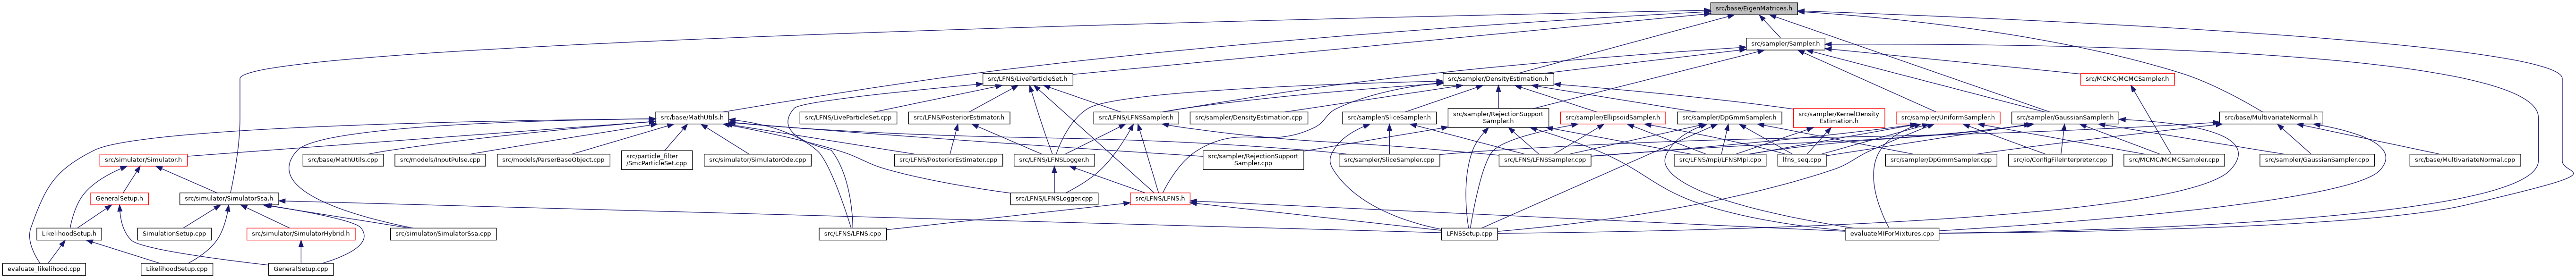 src/base/EigenMatrices.h
src/sampler/Sampler.h
src/LFNS/LiveParticleSet.h
src/sampler/DensityEstimation.h
src/MCMC/MCMCSampler.h
src/base/MathUtils.h
src/LFNS/LiveParticleSet.cpp
src/LFNS/PosteriorEstimator.h
src/LFNS/LFNSSampler.h
src/sampler/DensityEstimation.cpp
src/sampler/SliceSampler.h
src/sampler/RejectionSupport
Sampler.h
src/sampler/EllipsoidSampler.h
src/sampler/DpGmmSampler.h
src/sampler/KernelDensity
Estimation.h
src/sampler/UniformSampler.h
src/sampler/GaussianSampler.h
src/base/MultivariateNormal.h
src/simulator/Simulator.h
src/base/MathUtils.cpp
src/models/InputPulse.cpp
src/models/ParserBaseObject.cpp
src/particle_filter
/SmcParticleSet.cpp
src/simulator/SimulatorOde.cpp
src/LFNS/PosteriorEstimator.cpp
src/LFNS/LFNSLogger.h
src/sampler/RejectionSupport
Sampler.cpp
src/sampler/SliceSampler.cpp
src/LFNS/LFNSSampler.cpp
src/LFNS/mpi/LFNSMpi.cpp
lfns_seq.cpp
src/sampler/DpGmmSampler.cpp
src/io/ConfigFileInterpreter.cpp
src/MCMC/MCMCSampler.cpp
src/sampler/GaussianSampler.cpp
src/base/MultivariateNormal.cpp
GeneralSetup.h
src/simulator/SimulatorSsa.h
src/LFNS/LFNSLogger.cpp
src/LFNS/LFNS.h
LikelihoodSetup.h
SimulationSetup.cpp
src/simulator/SimulatorHybrid.h
src/simulator/SimulatorSsa.cpp
src/LFNS/LFNS.cpp
LFNSSetup.cpp
evaluateMIForMixtures.cpp
evaluate_likelihood.cpp
LikelihoodSetup.cpp
GeneralSetup.cpp